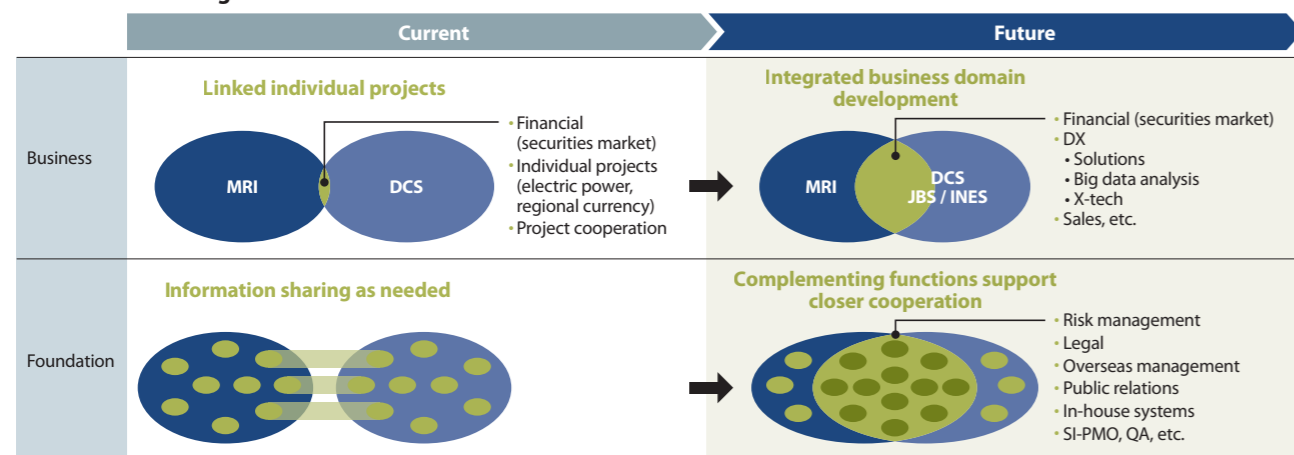 Current
Future
Business
Linked individual projects
MRI
DCS
• Financial
(securities market)
• Individual projects
(electric power,
regional currency)
• Project cooperation
Integrated business domain
development
MRI
DCS
JBS / INES
• Financial (securities market)
• DX
• Solutions
• Big data analysis
• X-tech
• Sales, etc.
Foundation
Information sharing as needed
Complementing functions support
closer cooperation
• Risk management
• Legal
• Overseas management
• Public relations
• In-house systems
• SI-PMO, QA, etc.